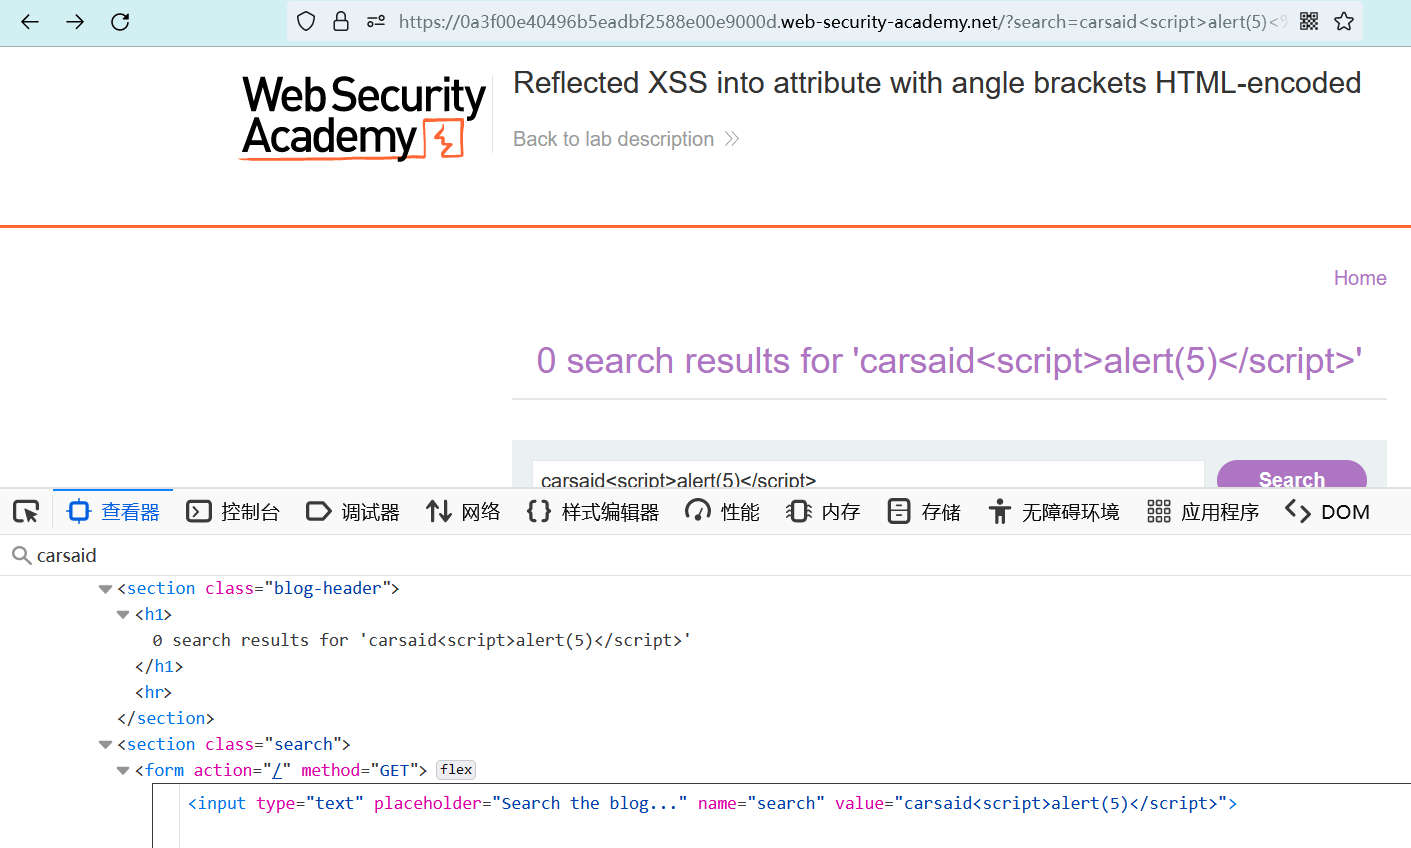 https://0a3f00e40496b5eadbf2588e00e9000d.web-security-academy.net/?search=carsaid<script>alert(5)<
Web Security
Academy
Reflected XSS into attribute with angle brackets HTML-encoded
Back to lab description
Home
0 search results for 'carsaid<script>alert(5)</script>'
carsaid<script>alert(5)</script>
Search
查看器 控制台 调试器 网络 {} 样式编辑器 性能 内存 存储 无障碍环境 应用程序 DOM
carsaid
<section class="blog-header">
<h1>
0 search results for 'carsaid<script>alert(5)</script>'
</h1>
<hr>
</section>
<section class="search">
<form action="/" method="GET"> flex
<input type="text" placeholder="Search the blog..." name="search" value="carsaid<script>alert(5)</script>">